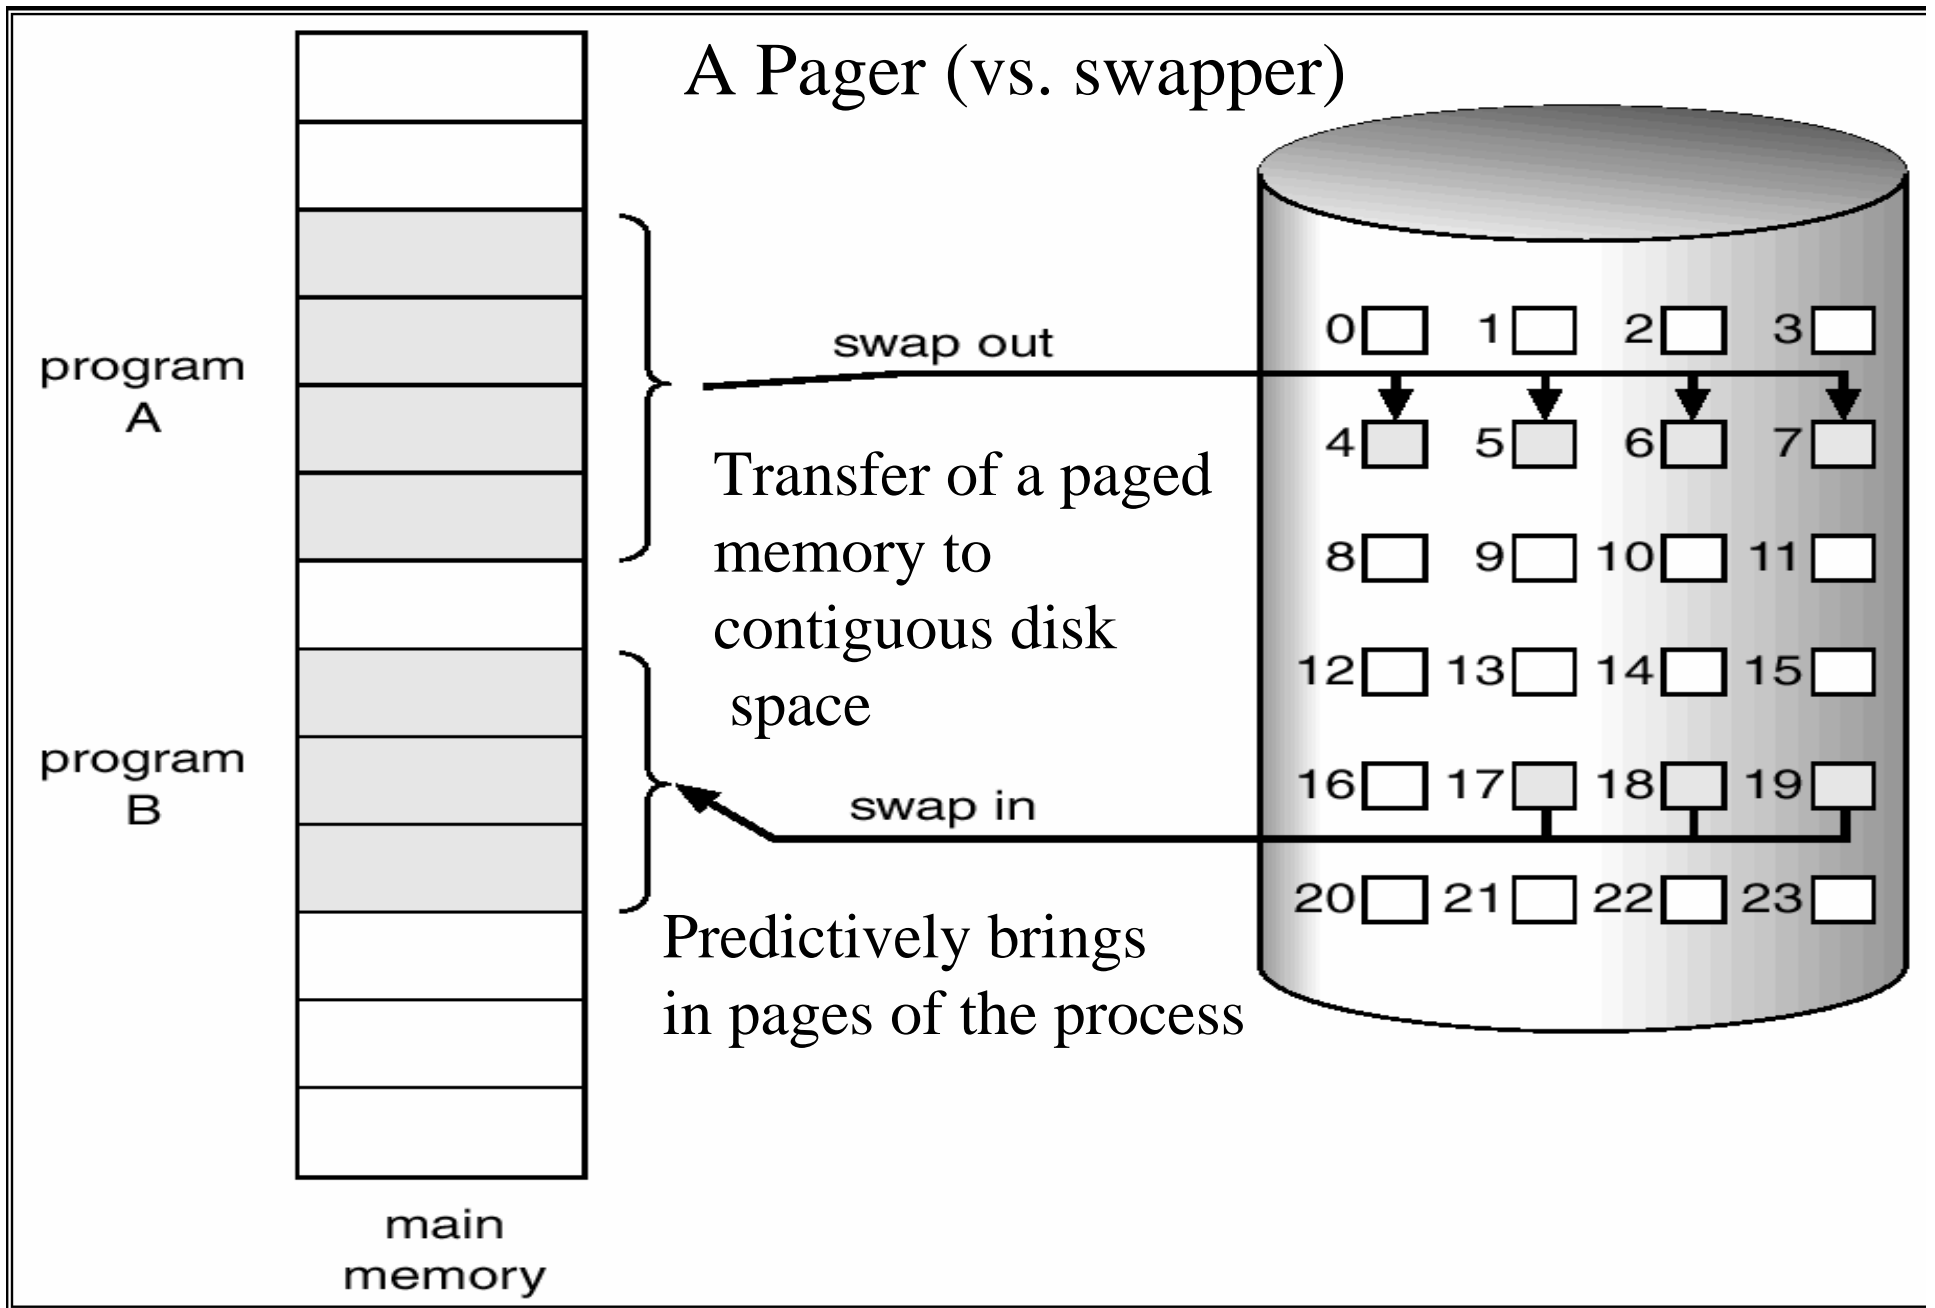 A Pager (vs. swapper)
program
A
swap out
Transfer of a paged
memory to
contiguous disk
space
program
B
swap in
Predictively brings
in pages of the process
main
memory
0 1 2 3
4 5 6 7
8 9 10 11
12 13 14 15
16 17 18 19
20 21 22 23